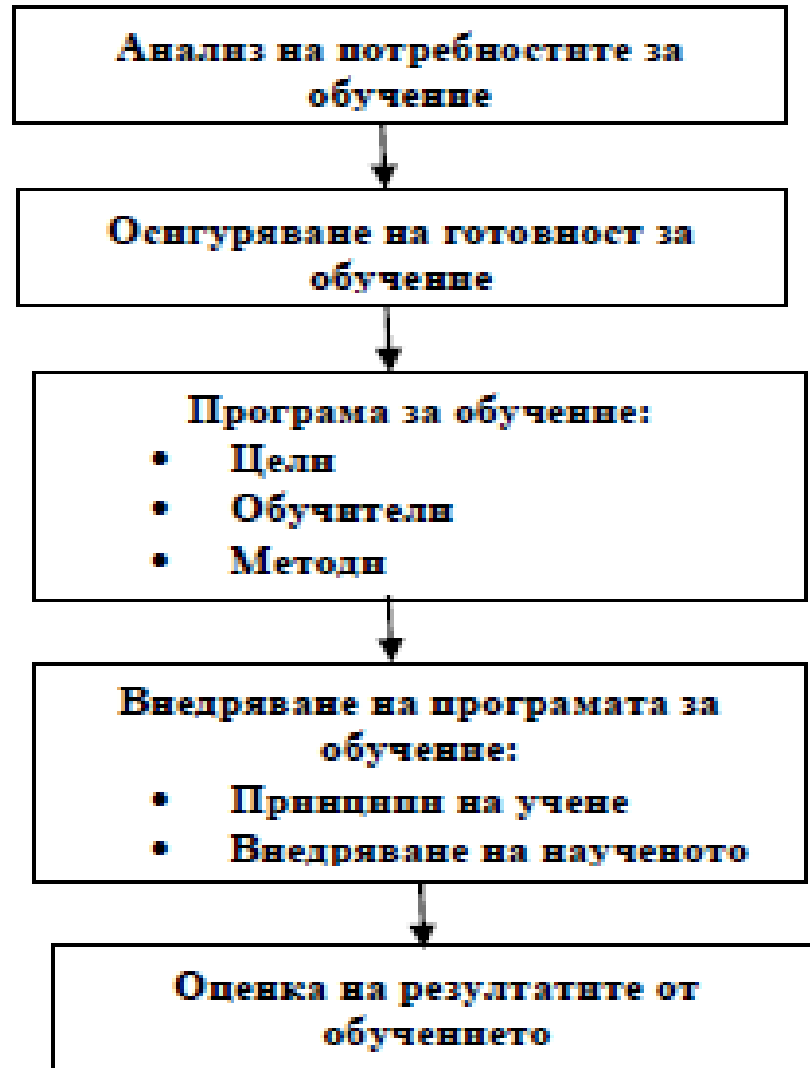 Анализ на потребностите за
обучение
Осигуряване на готовност за
обучение
Програма за обучение:
• Цели
• Обучители
• Методи
Внедряване на програмата за
обучение:
• Принципи на учене
• Внедряване на наученото
Оценка на резултатите от
обучението